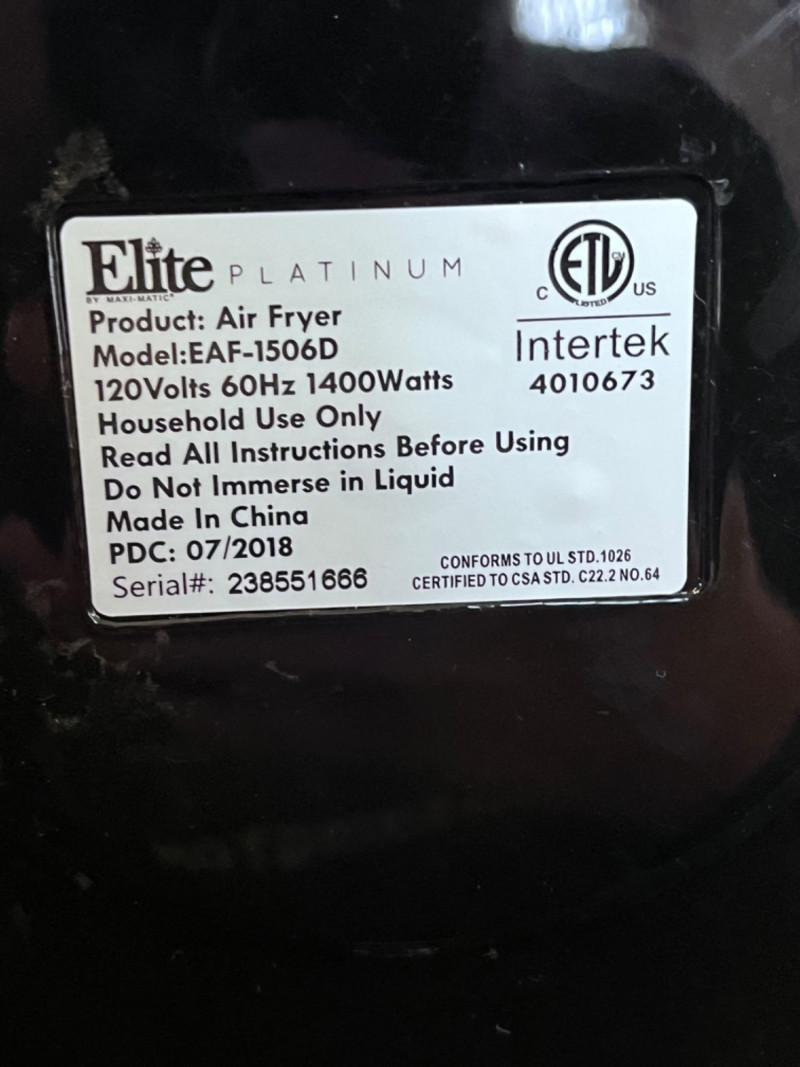 Elite PLATINUM
BY MAXI-MATIC
Product: Air Fryer
Model:EAF-1506D
120Volts 60Hz 1400Watts
Household Use Only
Read All Instructions Before Using
Do Not Immerse in Liquid
Made In China
PDC: 07/2018
Serial#: 238551666
ETL CM
LISTED
C US
Intertek
4010673
CONFORMS TO UL STD.1026
CERTIFIED TO CSA STD. C22.2 NO.64